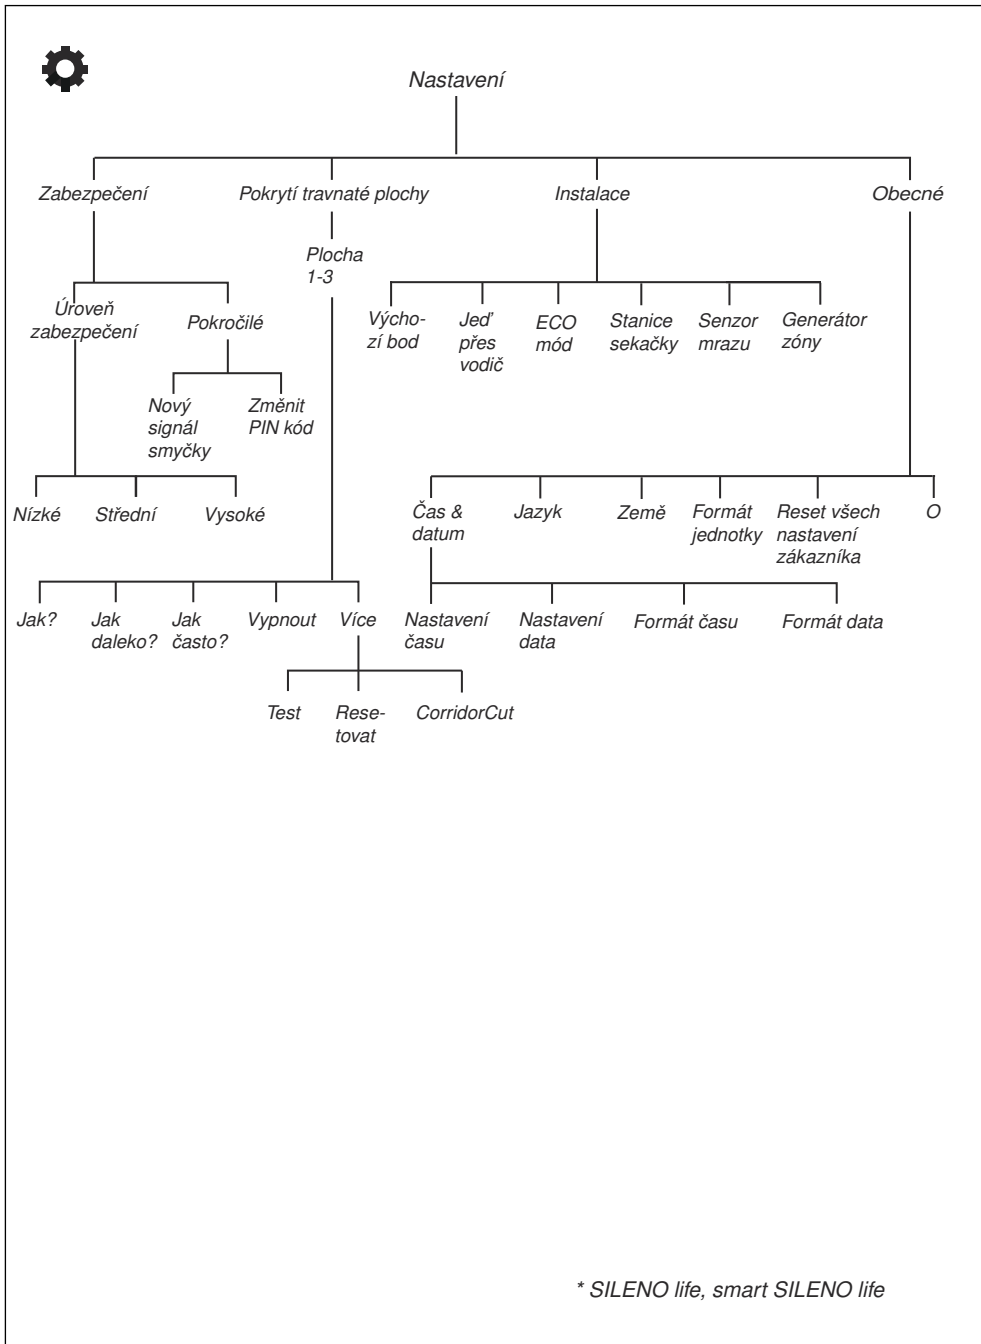 Nastavení
Zabezpečení
Pokrytí travnaté plochy
Instalace
Obecné
Plocha
1-3
Úroveň
zabezpečení
Pokročilé
Výcho-
zí bod
Jeď
přes
vodič
ECO
mód
Stanice
sekačky
Senzor
mrazu
Generátor
zóny
Nový
signál
smyčky
Změnit
PIN kód
Nízké
Střední
Vysoké
Čas &
datum
Jazyk
Země
Formát
jednotky
Reset všech
nastavení
zákazníka
O
Jak?
Jak
daleko?
Jak
často?
Vypnout
Více
Nastavení
času
Nastavení
data
Formát času
Formát data
Test
Rese-
tovat
CorridorCut
* SILENO life, smart SILENO life